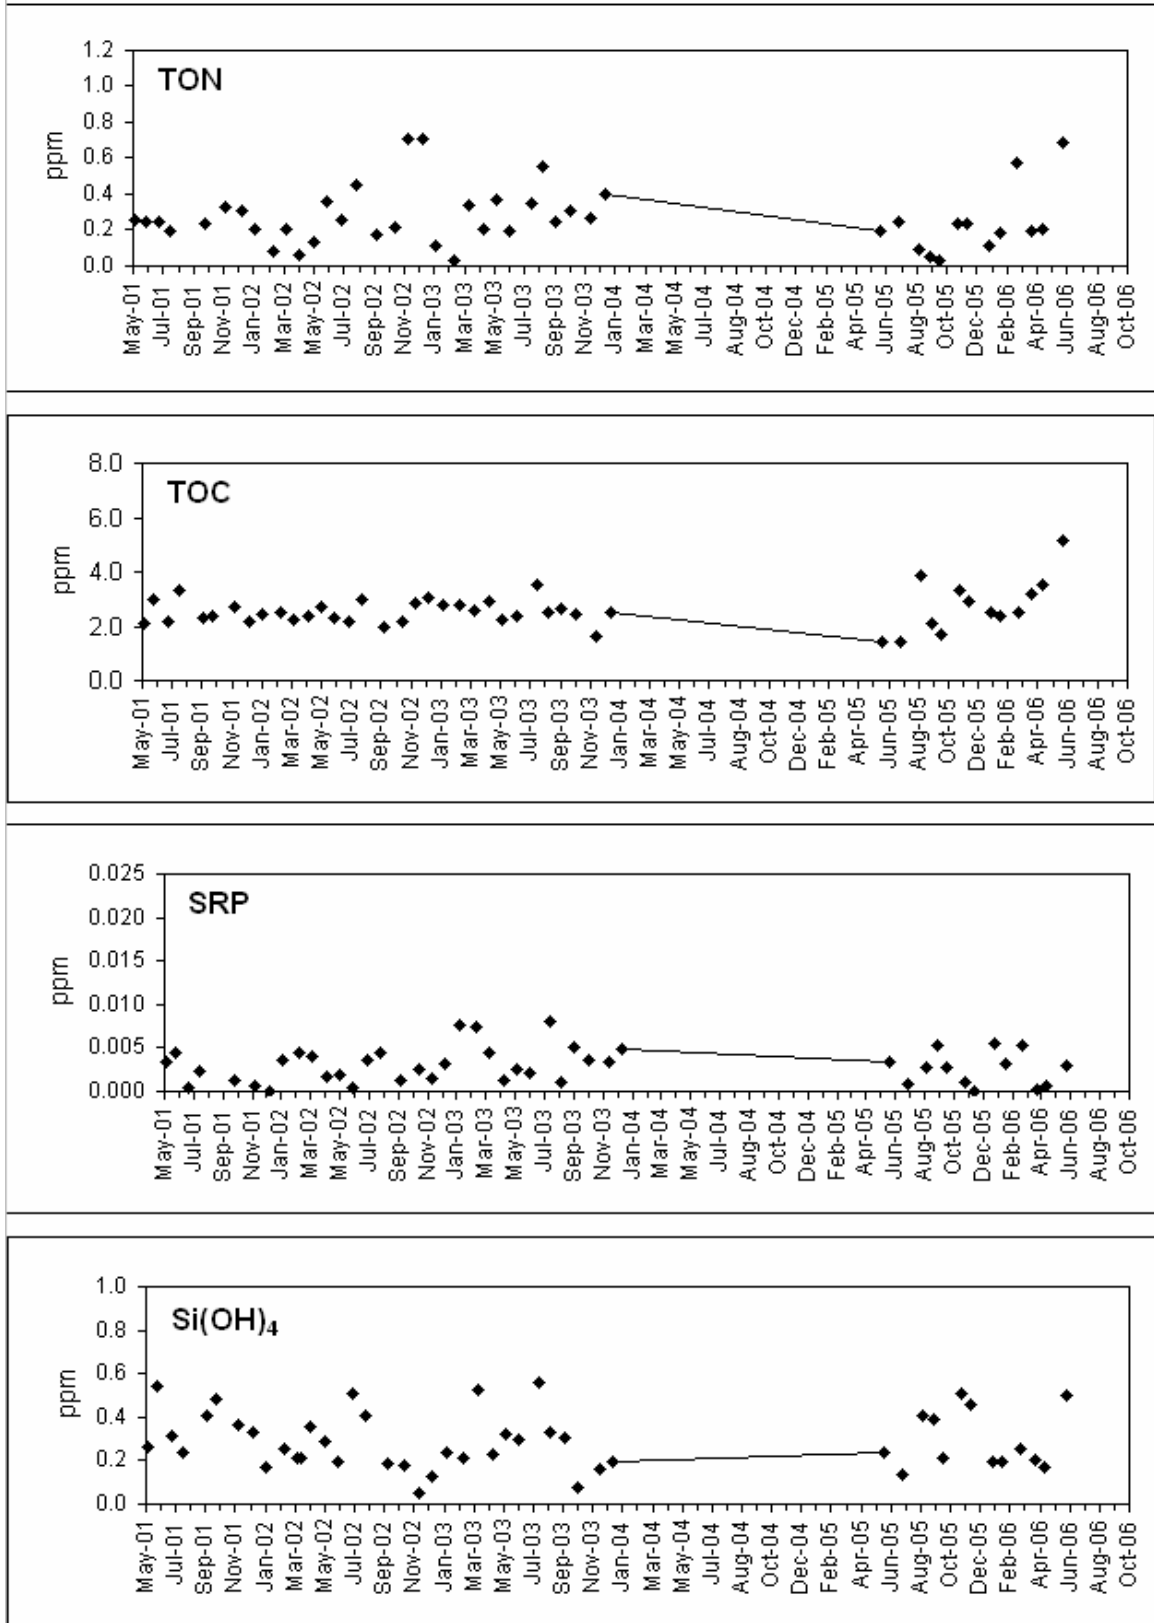 TON
ppm
1.2
1.0
0.8
0.6
0.4
0.2
0.0
May-01 Jul-01 Sep-01 Nov-01 Jan-02 Mar-02 May-02 Jul-02 Sep-02 Nov-02 Jan-03 Mar-03 May-03 Jul-03 Sep-03 Nov-03 Jan-04 Mar-04 May-04 Jul-04 Aug-04 Oct-04 Dec-04 Feb-05 Apr-05 Jun-05 Aug-05 Oct-05 Dec-05 Feb-06 Apr-06 Jun-06 Aug-06 Oct-06
TOC
ppm
8.0
6.0
4.0
2.0
0.0
May-01 Jul-01 Sep-01 Nov-01 Jan-02 Mar-02 May-02 Jul-02 Sep-02 Nov-02 Jan-03 Mar-03 May-03 Jul-03 Sep-03 Nov-03 Jan-04 Mar-04 May-04 Jul-04 Aug-04 Oct-04 Dec-04 Feb-05 Apr-05 Jun-05 Aug-05 Oct-05 Dec-05 Feb-06 Apr-06 Jun-06 Aug-06 Oct-06
SRP
ppm
0.025
0.020
0.015
0.010
0.005
0.000
May-01 Jul-01 Sep-01 Nov-01 Jan-02 Mar-02 May-02 Jul-02 Sep-02 Nov-02 Jan-03 Mar-03 May-03 Jul-03 Sep-03 Nov-03 Jan-04 Mar-04 May-04 Jul-04 Aug-04 Oct-04 Dec-04 Feb-05 Apr-05 Jun-05 Aug-05 Oct-05 Dec-05 Feb-06 Apr-06 Jun-06 Aug-06 Oct-06
Si(OH)₄
ppm
1.0
0.8
0.6
0.4
0.2
0.0
May-01 Jul-01 Sep-01 Nov-01 Jan-02 Mar-02 May-02 Jul-02 Sep-02 Nov-02 Jan-03 Mar-03 May-03 Jul-03 Sep-03 Nov-03 Jan-04 Mar-04 May-04 Jul-04 Aug-04 Oct-04 Dec-04 Feb-05 Apr-05 Jun-05 Aug-05 Oct-05 Dec-05 Feb-06 Apr-06 Jun-06 Aug-06 Oct-06